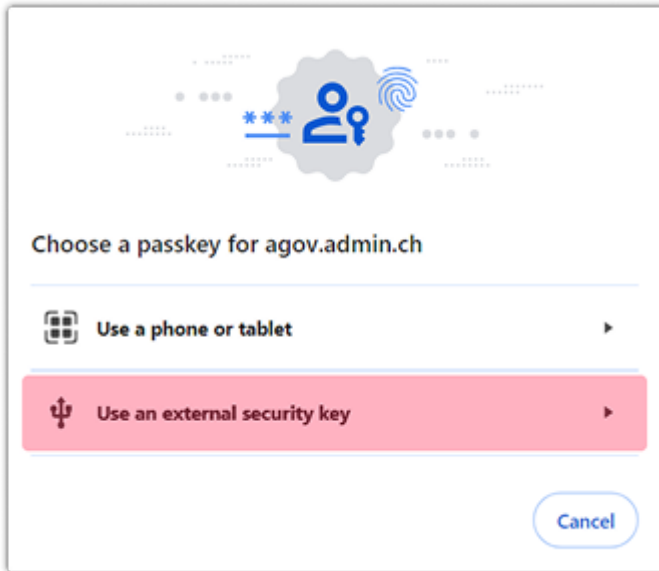 ***
Choose a passkey for agov.admin.ch
Use a phone or tablet
Use an external security key
Cancel